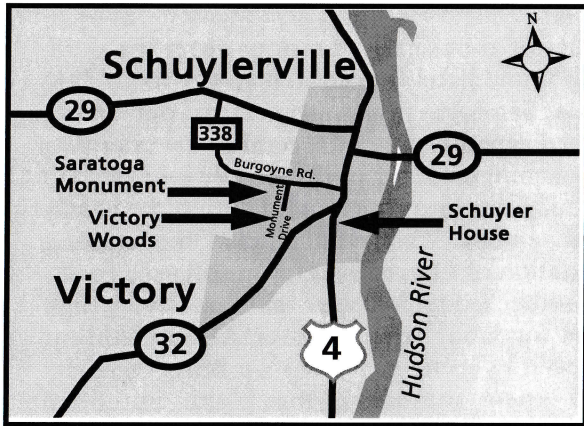 N
Schuylerville
29
338
Burgoyne Rd.
29
Saratoga
Monument
Victory
Woods
Monument
Drive
Schuyler
House
Victory
Hudson River
32
4